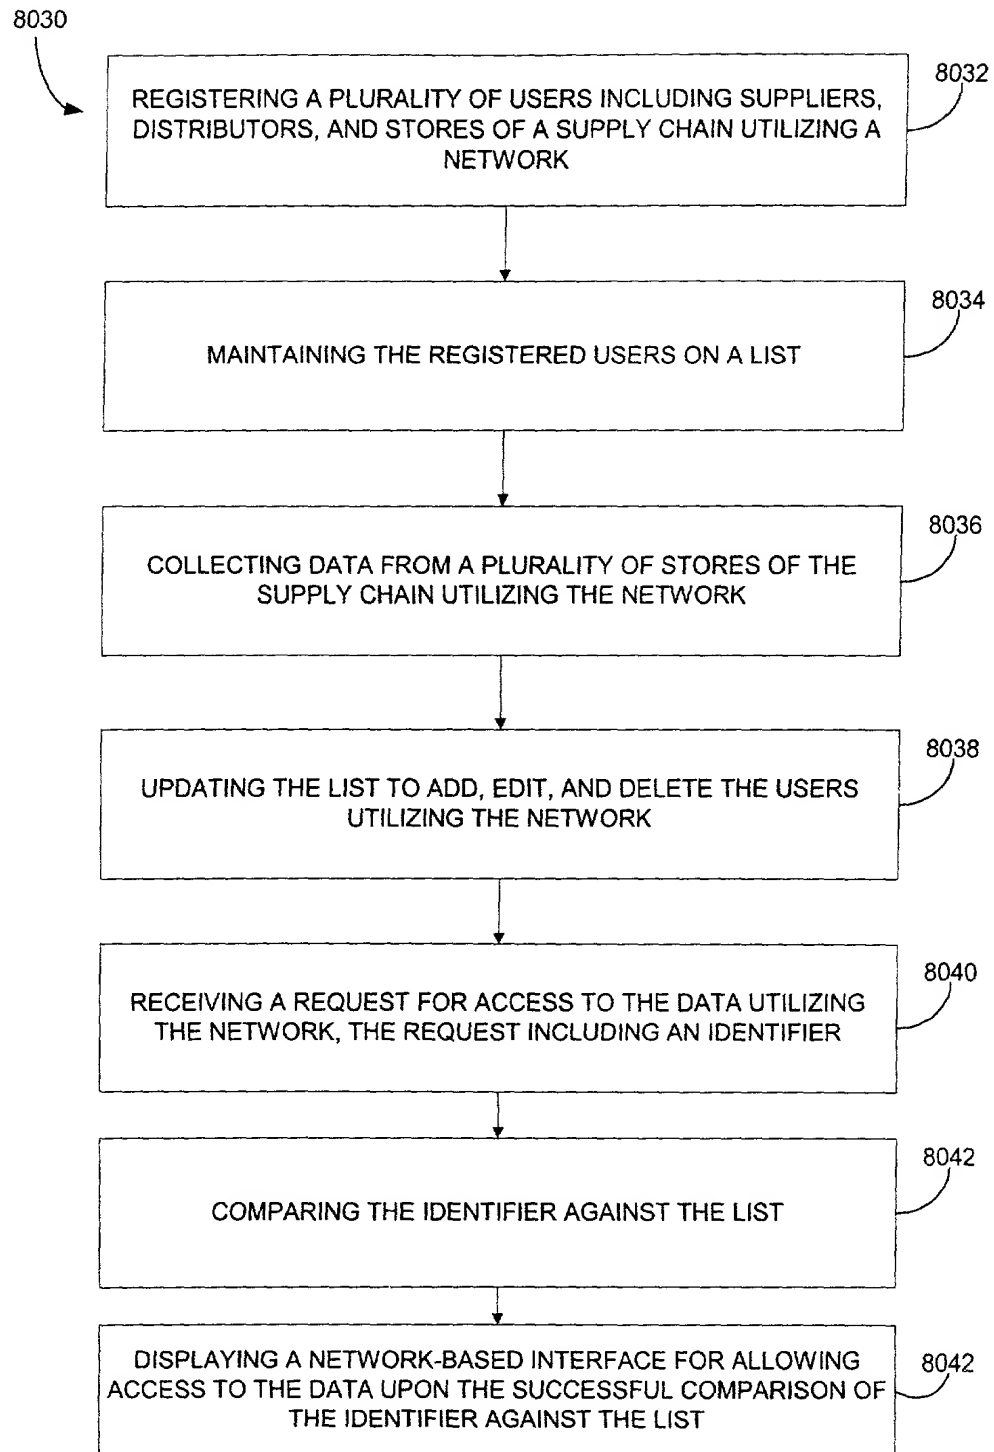 8030
8032
REGISTERING A PLURALITY OF USERS INCLUDING SUPPLIERS,
DISTRIBUTORS, AND STORES OF A SUPPLY CHAIN UTILIZING A
NETWORK
8034
MAINTAINING THE REGISTERED USERS ON A LIST
8036
COLLECTING DATA FROM A PLURALITY OF STORES OF THE
SUPPLY CHAIN UTILIZING THE NETWORK
8038
UPDATING THE LIST TO ADD, EDIT, AND DELETE THE USERS
UTILIZING THE NETWORK
8040
RECEIVING A REQUEST FOR ACCESS TO THE DATA UTILIZING
THE NETWORK, THE REQUEST INCLUDING AN IDENTIFIER
8042
COMPARING THE IDENTIFIER AGAINST THE LIST
8042
DISPLAYING A NETWORK-BASED INTERFACE FOR ALLOWING
ACCESS TO THE DATA UPON THE SUCCESSFUL COMPARISON OF
THE IDENTIFIER AGAINST THE LIST